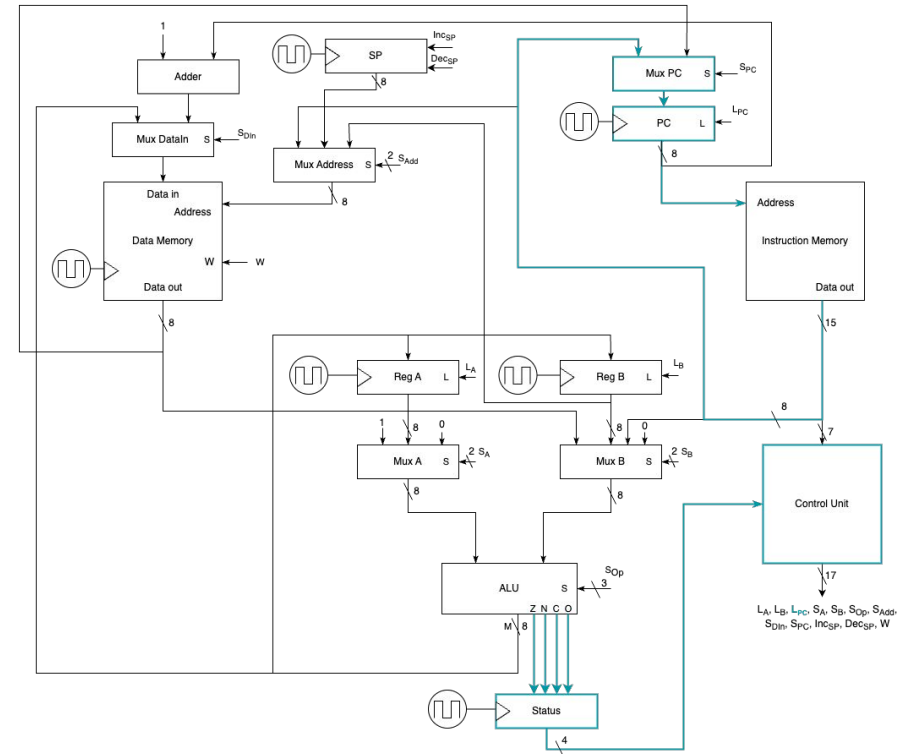 1
Adder
SP
Inc_SP
Dec_SP
8
Mux PC S
S_PC
PC L
L_PC
8
Mux DataIn S
S_DIn
Mux Address S
2 S_Add
8
Data in
Address
Data Memory
W
W
Data out
8
Address
Instruction Memory
Data out
15
Reg A L
L_A
Reg B L
L_B
8
7
1
8
0
8
0
Mux A S
2 S_A
Mux B S
2 S_B
8
8
Control Unit
17
L_A, L_B, L_PC, S_A, S_B, S_Op, S_Add,
S_DIn, S_PC, Inc_SP, Dec_SP, W
ALU S
S_Op
3
Z N C O
M 8
Status
4